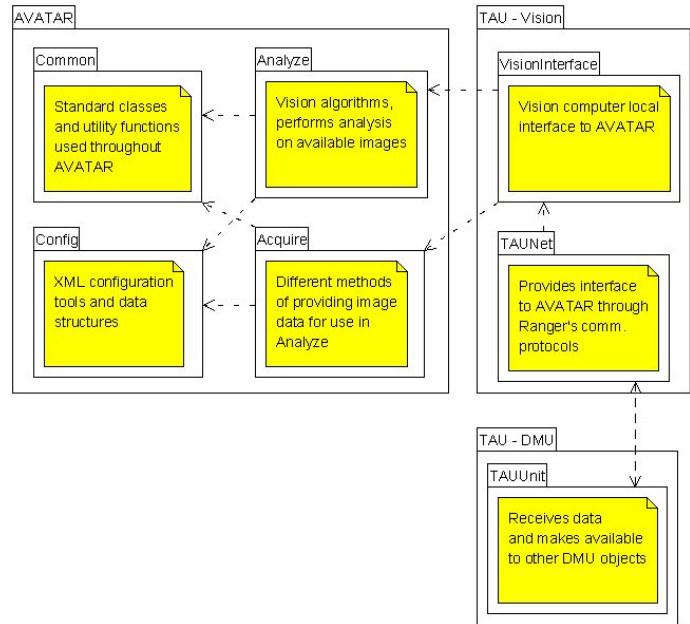 AVATAR
Common
Standard classes
and utility functions
used throughout
AVATAR
Analyze
Vision algorithms,
performs analysis
on available images
Config
XML configuration
tools and data
structures
Acquire
Different methods
of providing image
data for use in
Analyze
TAU - Vision
VisionInterface
Vision computer local
interface to AVATAR
TAUNet
Provides interface
to AVATAR through
Ranger's comm.
protocols
TAU - DMU
TAUUnit
Receives data
and makes available
to other DMU objects